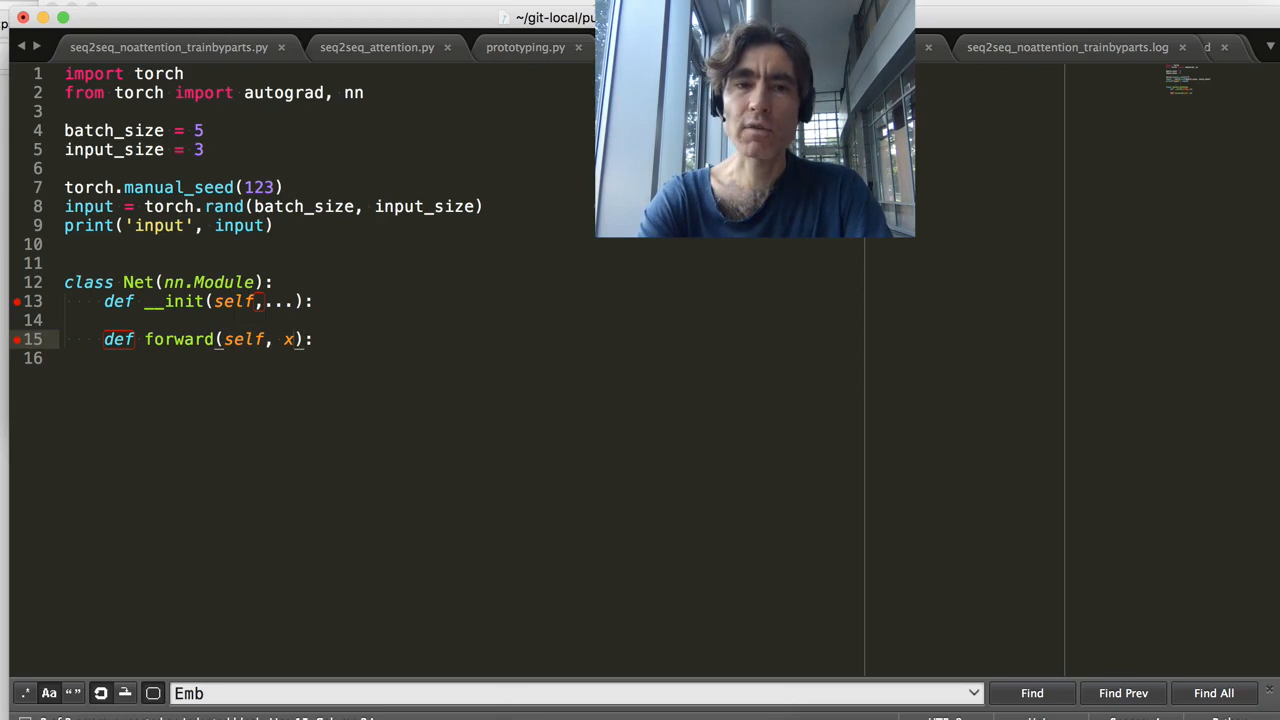 ~/git-local/pu
seq2seq_noattention_trainbyparts.py
seq2seq_attention.py
prototyping.py
seq2seq_noattention_trainbyparts.log
d
1 import torch
2 from torch import autograd, nn
3
4 batch_size = 5
5 input_size = 3
6
7 torch.manual_seed(123)
8 input = torch.rand(batch_size, input_size)
9 print('input', input)
10
11
12 class Net(nn.Module):
13 def __init(self,...):
14
15 def forward(self, x):
16
.* Aa “” Emb Find Find Prev Find All